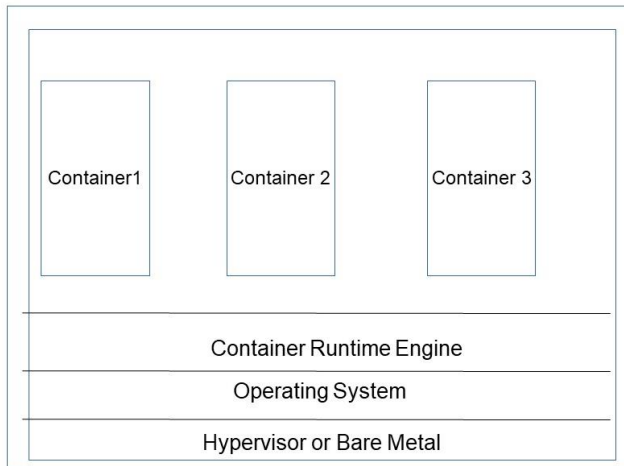 Container1
Container 2
Container 3
Container Runtime Engine
Operating System
Hypervisor or Bare Metal